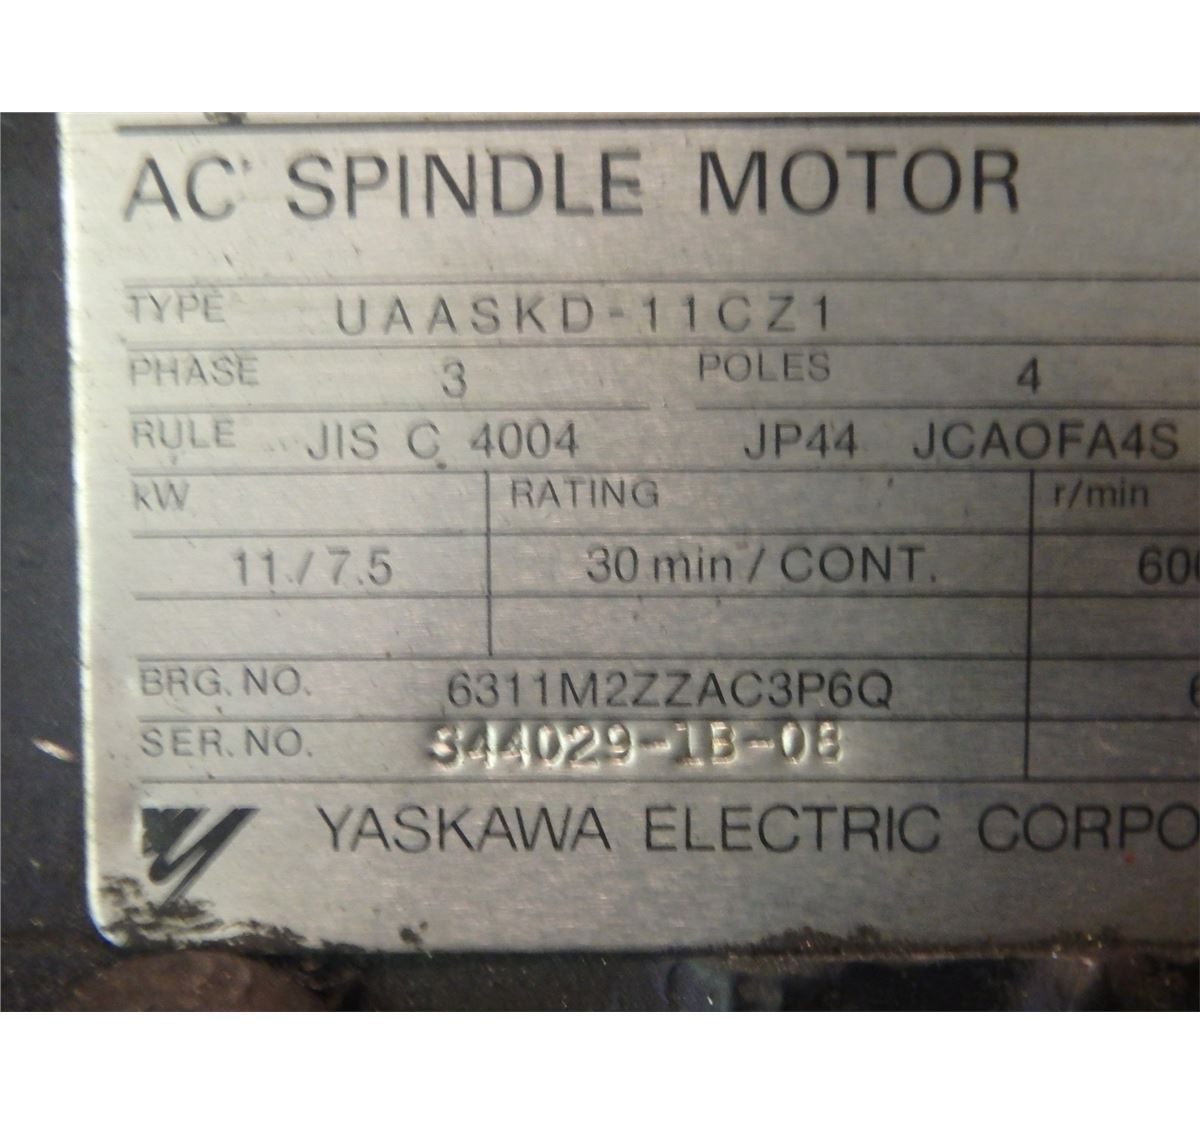 AC SPINDLE MOTOR
TYPE UAASKD-11CZ1
PHASE 3 POLES 4
RULE JIS C 4004 JP44 JCAOFA4S
kW RATING r/min
11/7.5 30 min/CONT.
BRG. NO. 6311M2ZZAC3P6Q
SER. NO. 344029-1B-08
YASKAWA ELECTRIC